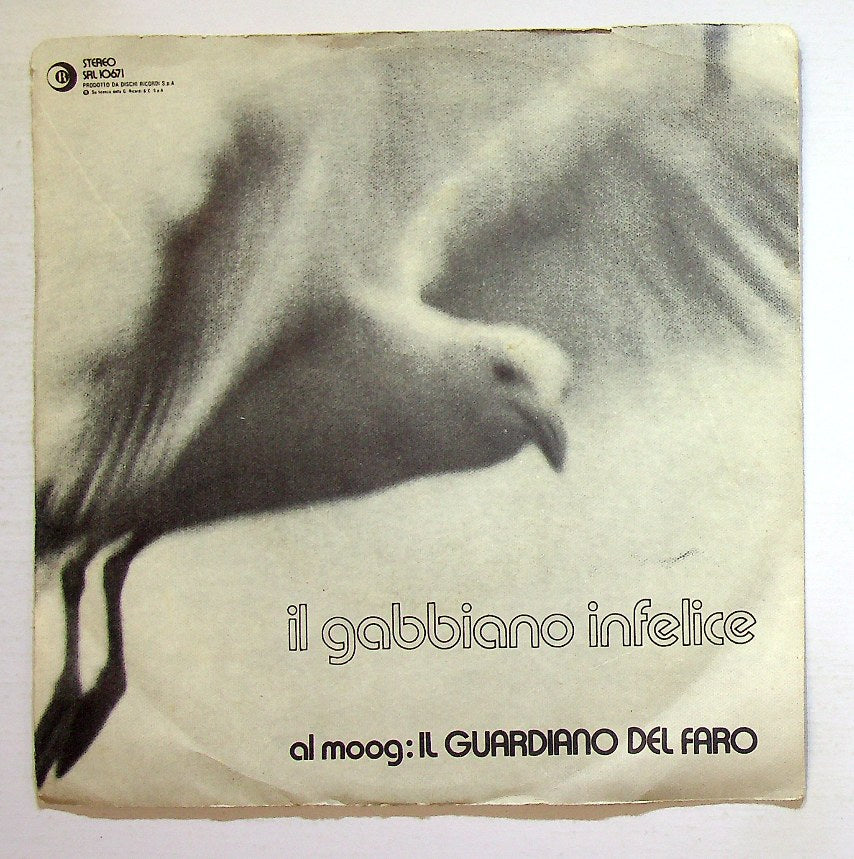 STEREO
SRL 10671
PRODOTTO DA DISCHI RICORDI S.p.A
il gabbiano infelice
al moog: IL GUARDIANO DEL FARO